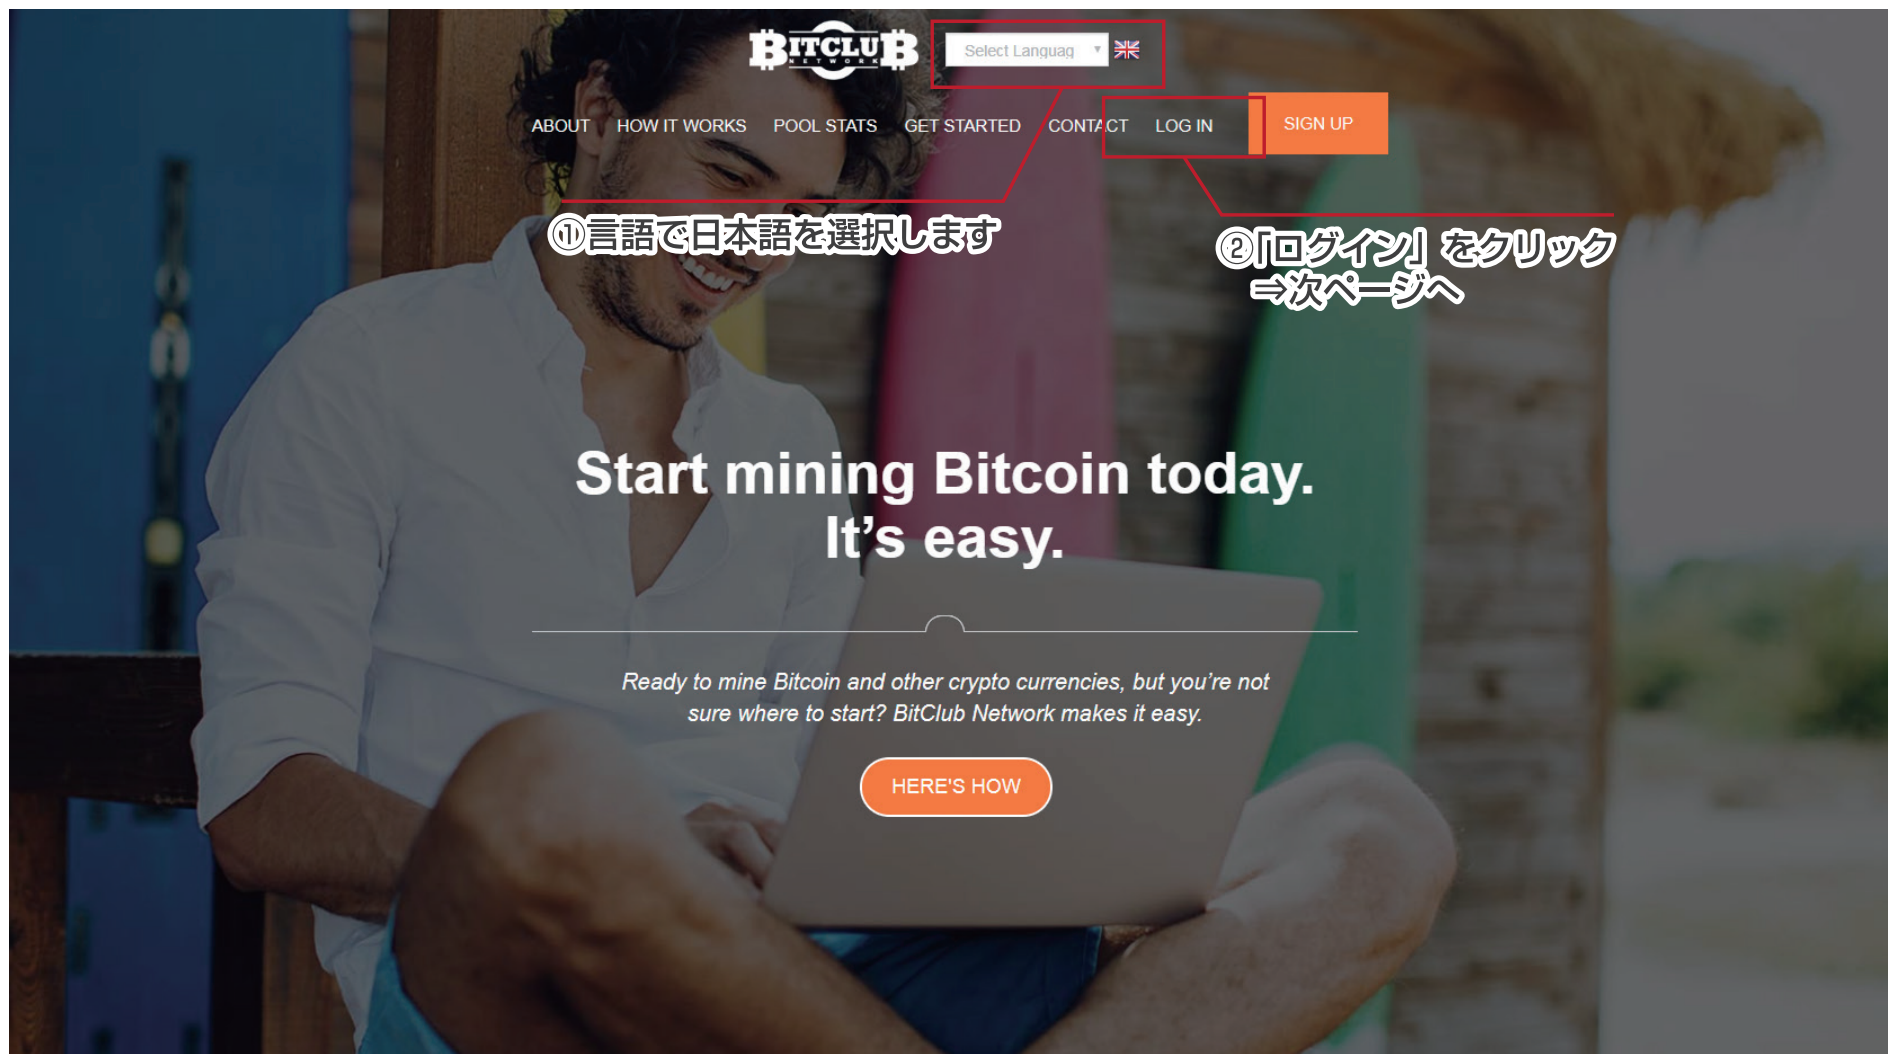 BITCLUB
NETWORK
Select Languag
ABOUT HOW IT WORKS POOL STATS GET STARTED CONTACT LOG IN SIGN UP
①言語で日本語を選択します
②「ログイン」をクリック
⇒次ページへ
Start mining Bitcoin today.
It's easy.
Ready to mine Bitcoin and other crypto currencies, but you're not
sure where to start? BitClub Network makes it easy.
HERE'S HOW